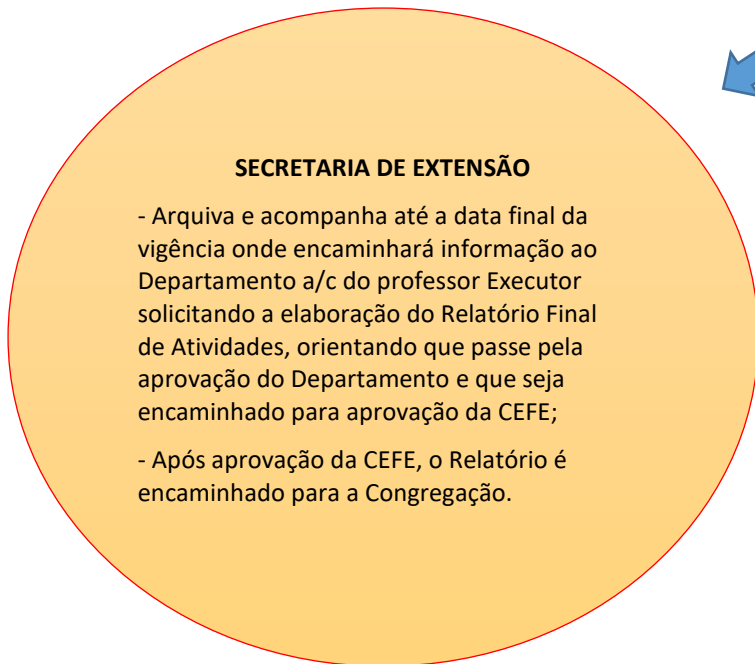 SECRETARIA DE EXTENSÃO
- Arquiva e acompanha até a data final da
vigência onde encaminhará informação ao
Departamento a/c do professor Executor
solicitando a elaboração do Relatório Final
de Atividades, orientando que passe pela
aprovação do Departamento e que seja
encaminhado para aprovação da CEFE;
- Após aprovação da CEFE, o Relatório é
encaminhado para a Congregação.